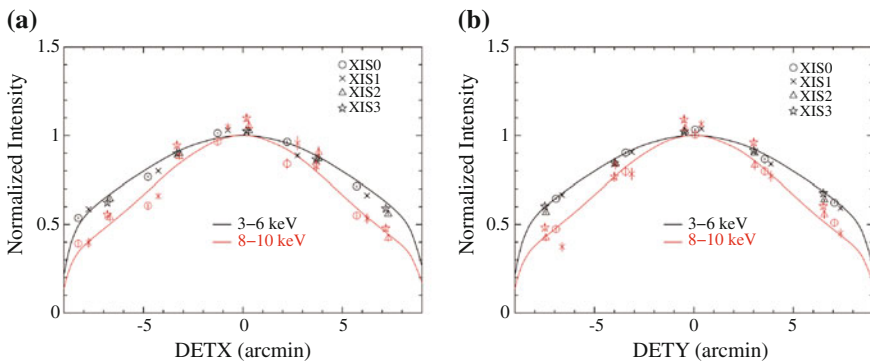 (a)
Normalized Intensity
1.5
1
0.5
0
XIS0
XIS1
XIS2
XIS3
3–6 keV
8–10 keV
-5
0
5
DETX (arcmin)
(b)
Normalized Intensity
1.5
1
0.5
0
XIS0
XIS1
XIS2
XIS3
3–6 keV
8–10 keV
-5
0
5
DETY (arcmin)